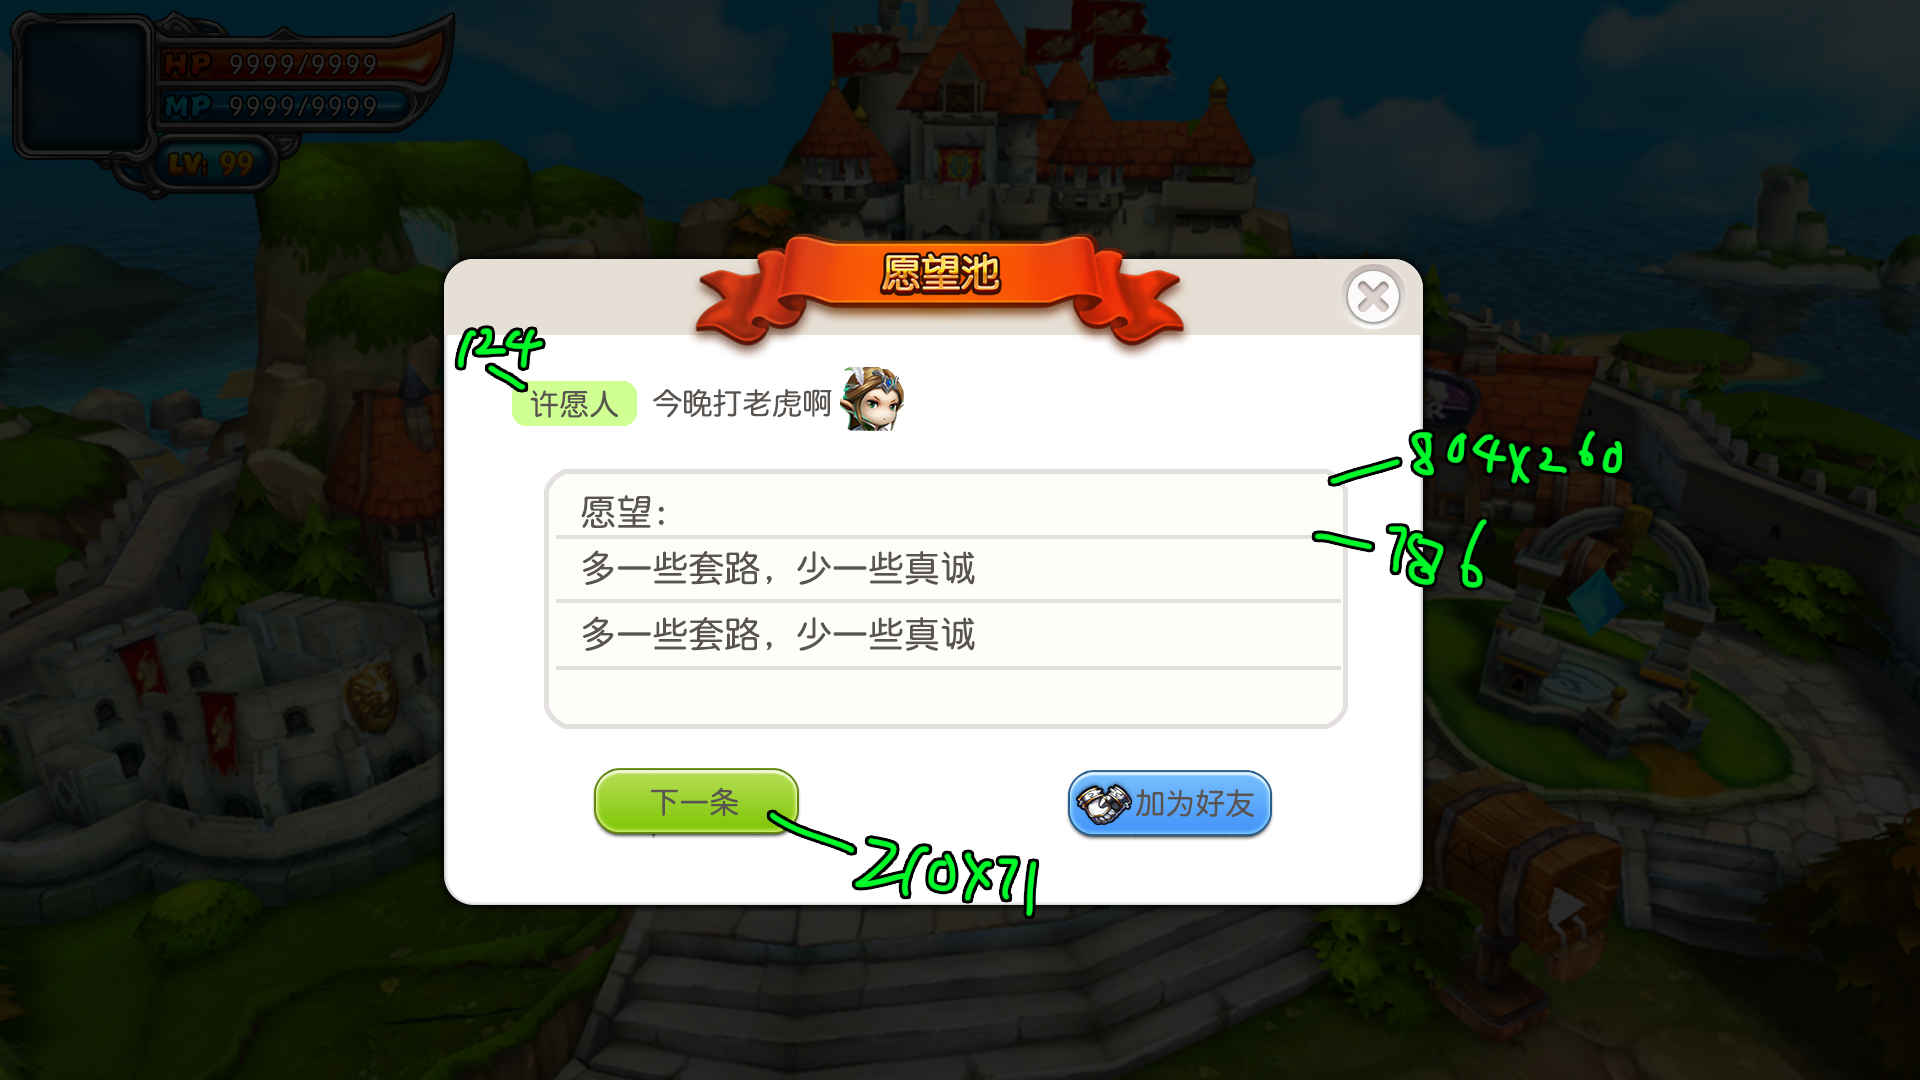 HP 9999/9999
MP 9999/9999
LV: 99
愿望池
124
许愿人 今晚打老虎啊
804x260
愿望:
786
多一些套路，少一些真诚
多一些套路，少一些真诚
下一条
加为好友
210x71